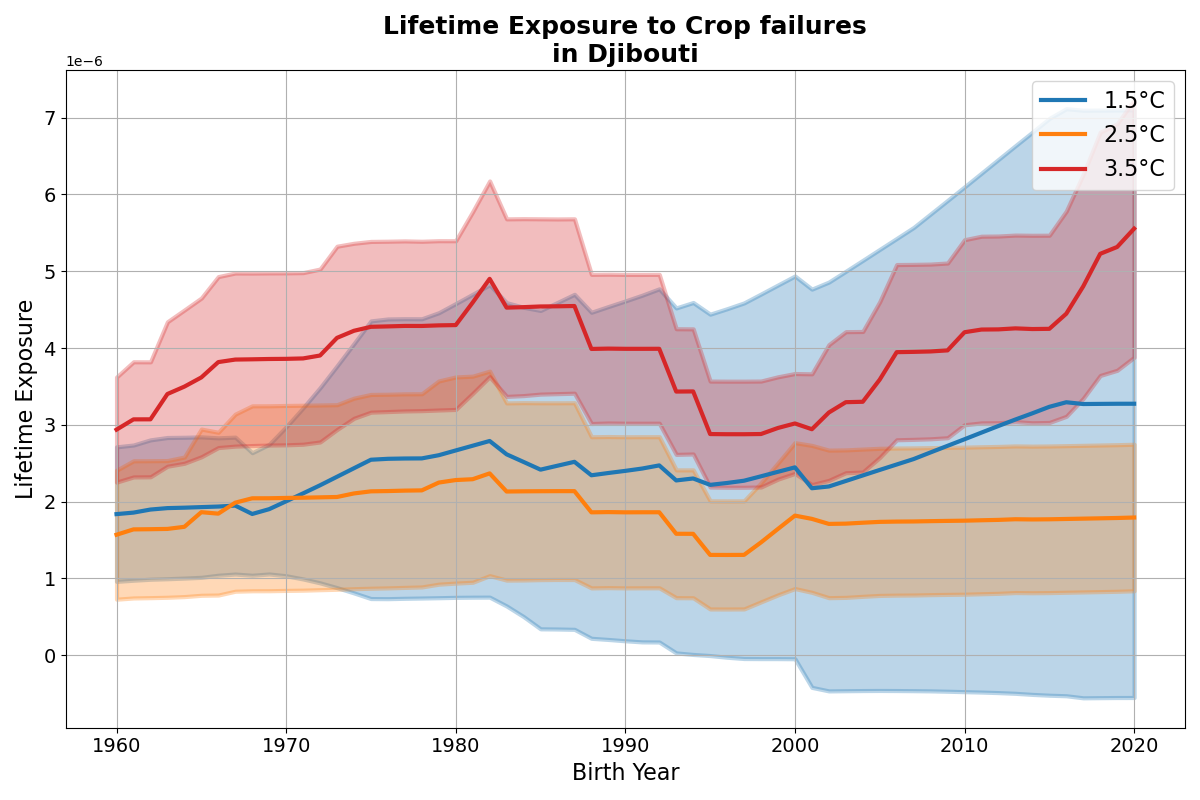 Lifetime Exposure to Crop failures
in Djibouti
1e−6
7
6
5
4
3
2
1
0
Lifetime Exposure
1.5°C
2.5°C
3.5°C
1960 1970 1980 1990 2000 2010 2020
Birth Year